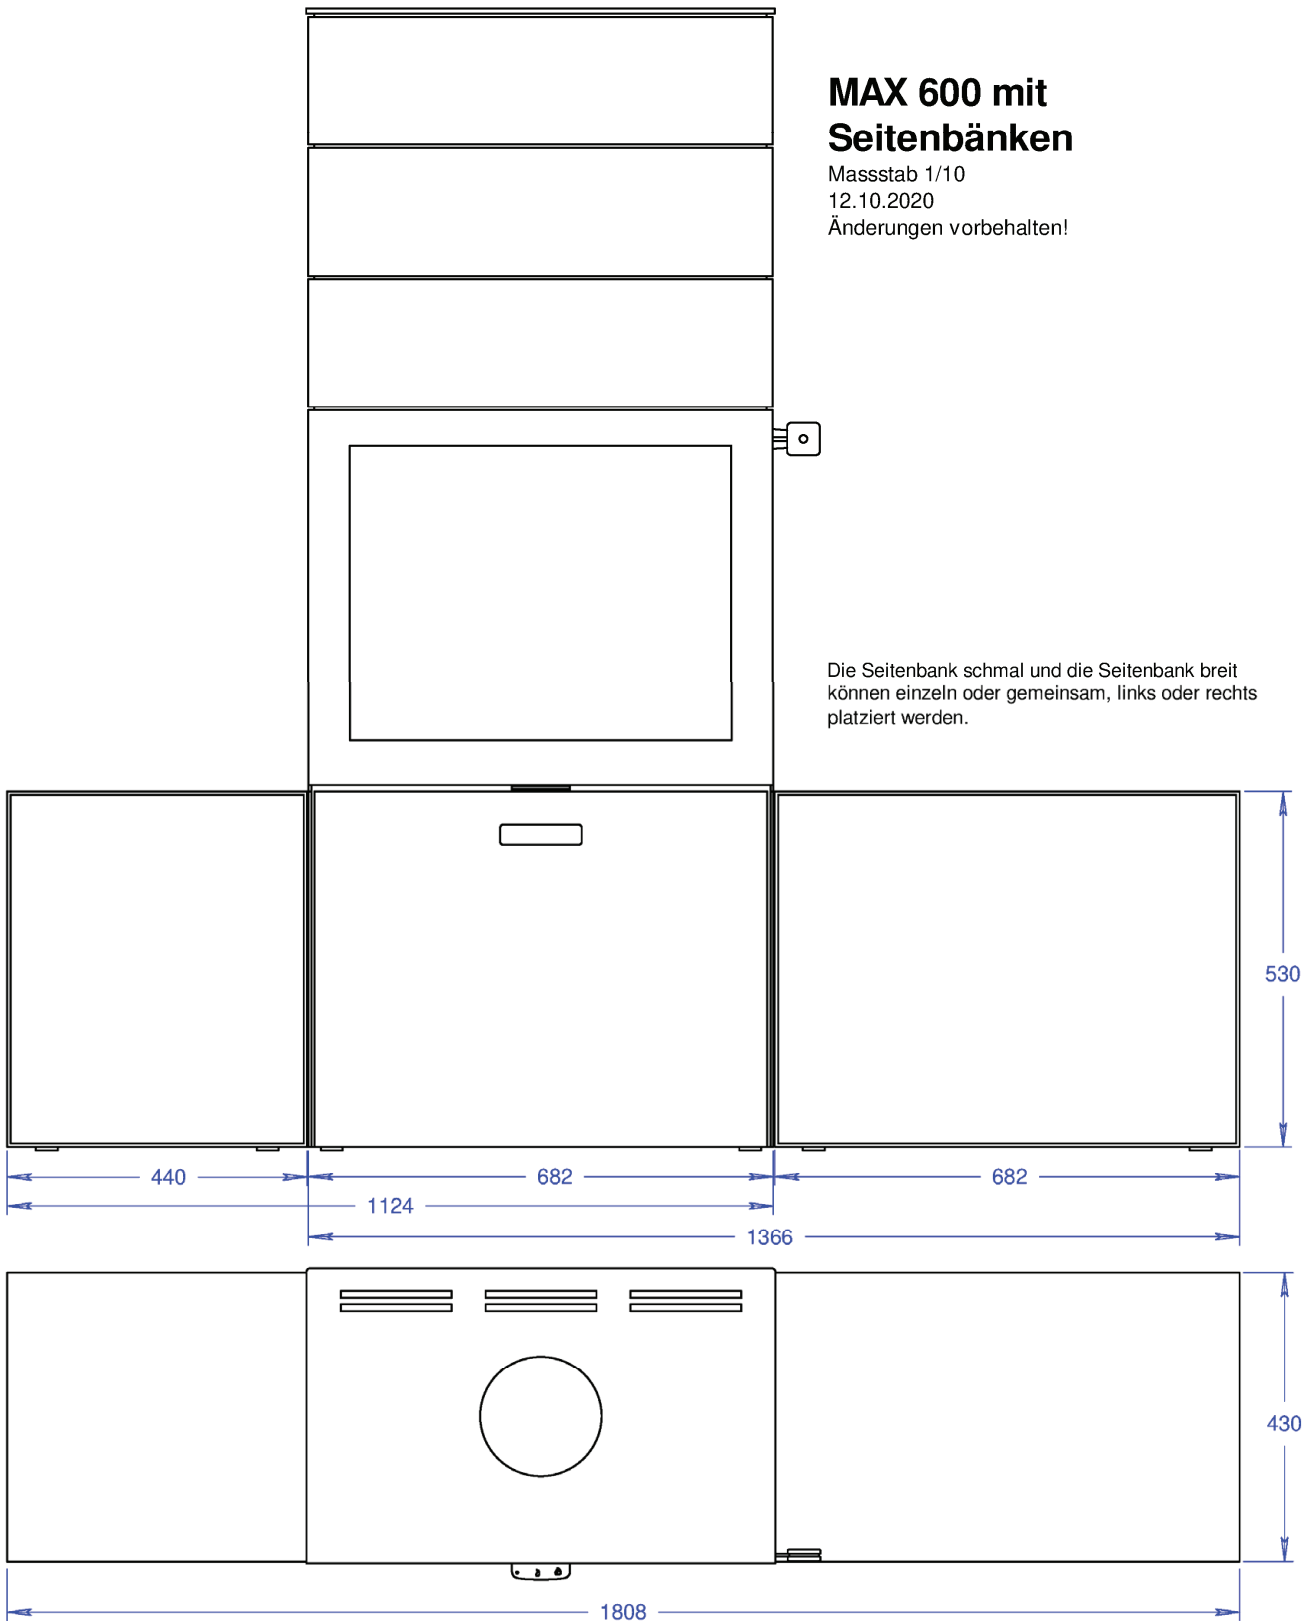 MAX 600 mit
Seitenbänken
Massstab 1/10
12.10.2020
Änderungen vorbehalten!
Die Seitenbank schmal und die Seitenbank breit
können einzeln oder gemeinsam, links oder rechts
platziert werden.
530
440
682
682
1124
1366
430
1808